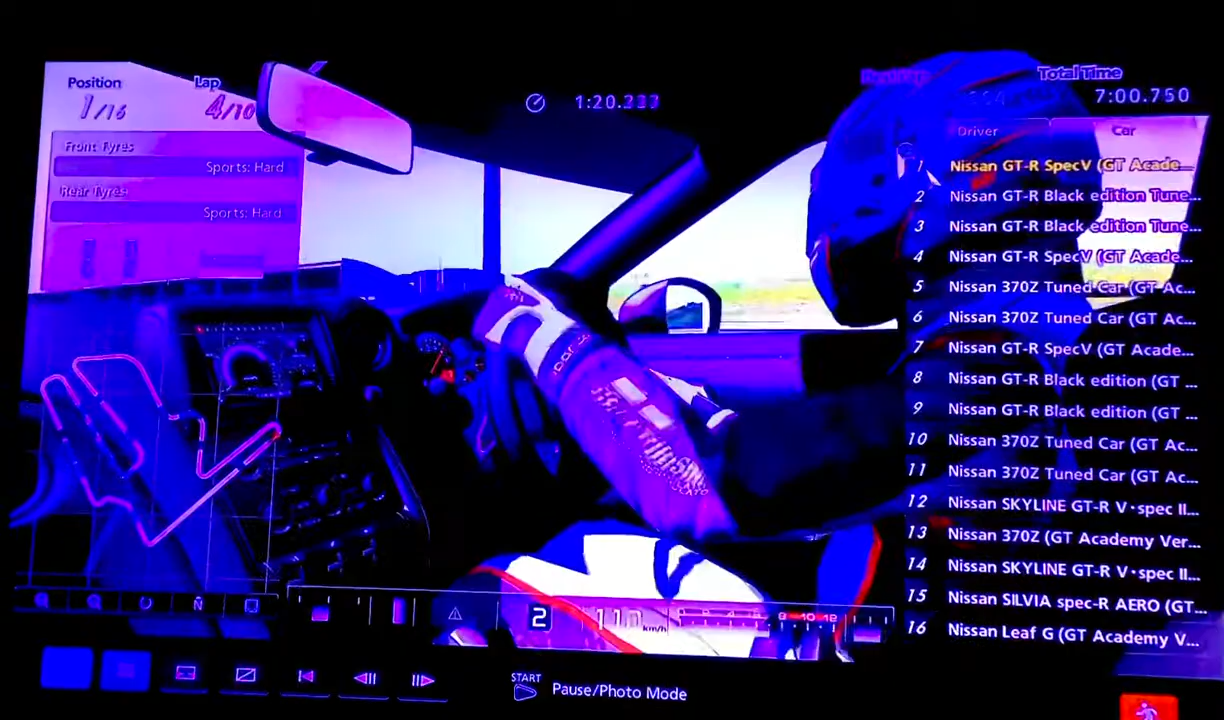 Position
Lap
1/16
4/10
1:20.333
Total Time
7:00.750
Front Tyres
Sports: Hard
Rear Tyres
Sports: Hard
Driver
Car
1 Nissan GT-R SpecV (GT Acade...
2 Nissan GT-R Black edition Tune...
3 Nissan GT-R Black edition Tune...
4 Nissan GT-R SpecV (GT Acade...
5 Nissan 370Z Tuned Car (GT Ac...
6 Nissan 370Z Tuned Car (GT Ac...
7 Nissan GT-R SpecV (GT Acade...
8 Nissan GT-R Black edition (GT ...
9 Nissan GT-R Black edition (GT ...
10 Nissan 370Z Tuned Car (GT Ac...
11 Nissan 370Z Tuned Car (GT Ac...
12 Nissan SKYLINE GT-R V·spec II...
13 Nissan 370Z (GT Academy Ver...
14 Nissan SKYLINE GT-R V·spec II...
15 Nissan SILVIA spec-R AERO (GT...
16 Nissan Leaf G (GT Academy V...
N
2
110 km/h
8 10 12
START
Pause/Photo Mode